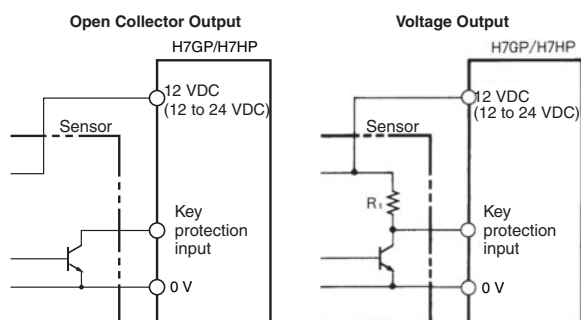 Open Collector Output
H7GP/H7HP
12 VDC
(12 to 24 VDC)
Sensor
Key
protection
input
0 V
Voltage Output
H7GP/H7HP
12 VDC
(12 to 24 VDC)
Sensor
R₁
Key
protection
input
0 V